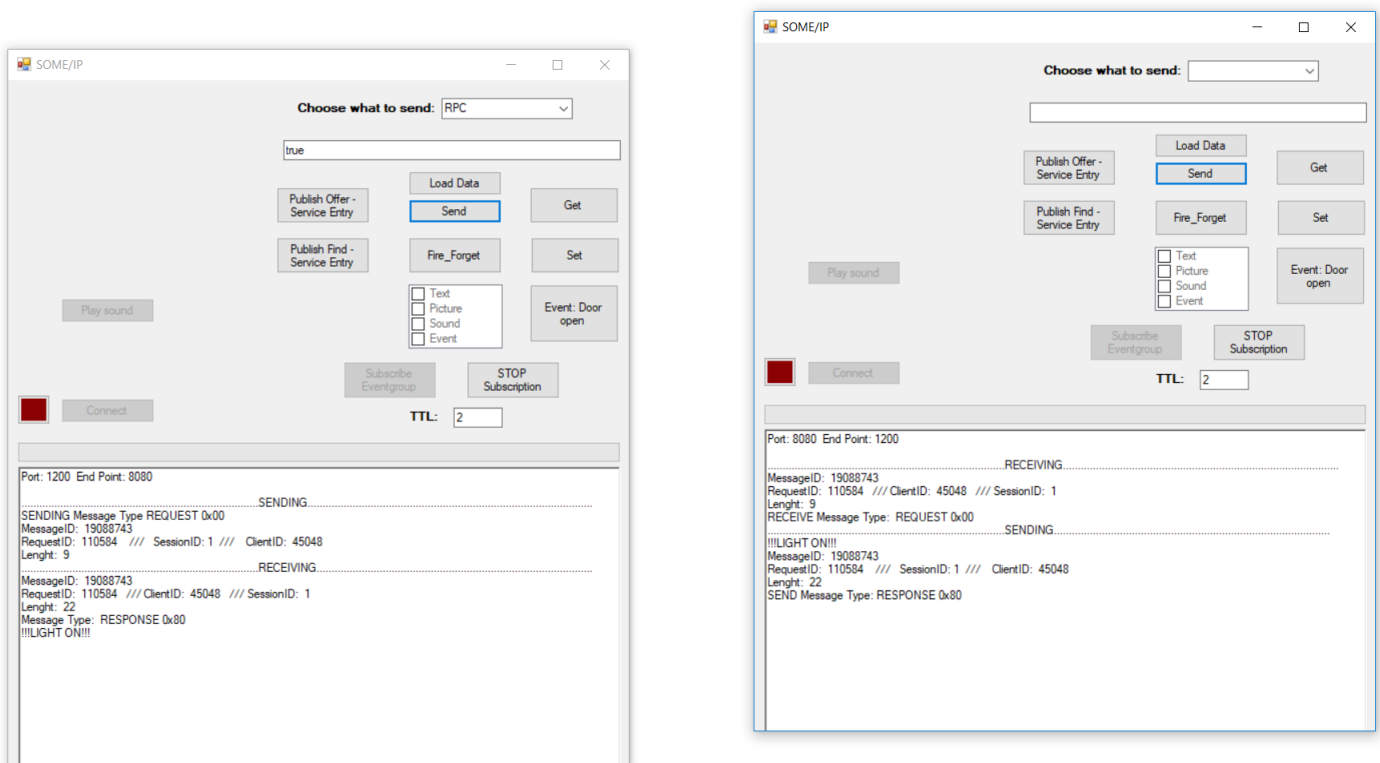 SOME/IP
Choose what to send: RPC
true
Load Data
Publish Offer -
Service Entry
Send
Get
Publish Find -
Service Entry
Fire_Forget
Set
Text
Picture
Sound
Event
Event: Door
open
Play sound
Subscribe
Eventgroup
STOP
Subscription
Connect
TTL: 2
Port: 1200 End Point: 8080
SENDING
SENDING Message Type REQUEST 0x00
MessageID: 19088743
RequestID: 110584 /// SessionID: 1 /// ClientID: 45048
Lenght: 9
RECEIVING
MessageID: 19088743
RequestID: 110584 /// ClientID: 45048 /// SessionID: 1
Lenght: 22
Message Type: RESPONSE 0x80
!!!LIGHT ON!!!
SOME/IP
Choose what to send:
Load Data
Publish Offer -
Service Entry
Send
Get
Publish Find -
Service Entry
Fire_Forget
Set
Text
Picture
Sound
Event
Event: Door
open
Play sound
Subscribe
Eventgroup
STOP
Subscription
Connect
TTL: 2
Port: 8080 End Point: 1200
RECEIVING
MessageID: 19088743
RequestID: 110584 /// ClientID: 45048 /// SessionID: 1
Lenght: 9
RECEIVE Message Type: REQUEST 0x00
SENDING
!!!LIGHT ON!!!
MessageID: 19088743
RequestID: 110584 /// SessionID: 1 /// ClientID: 45048
Lenght: 22
SEND Message Type: RESPONSE 0x80